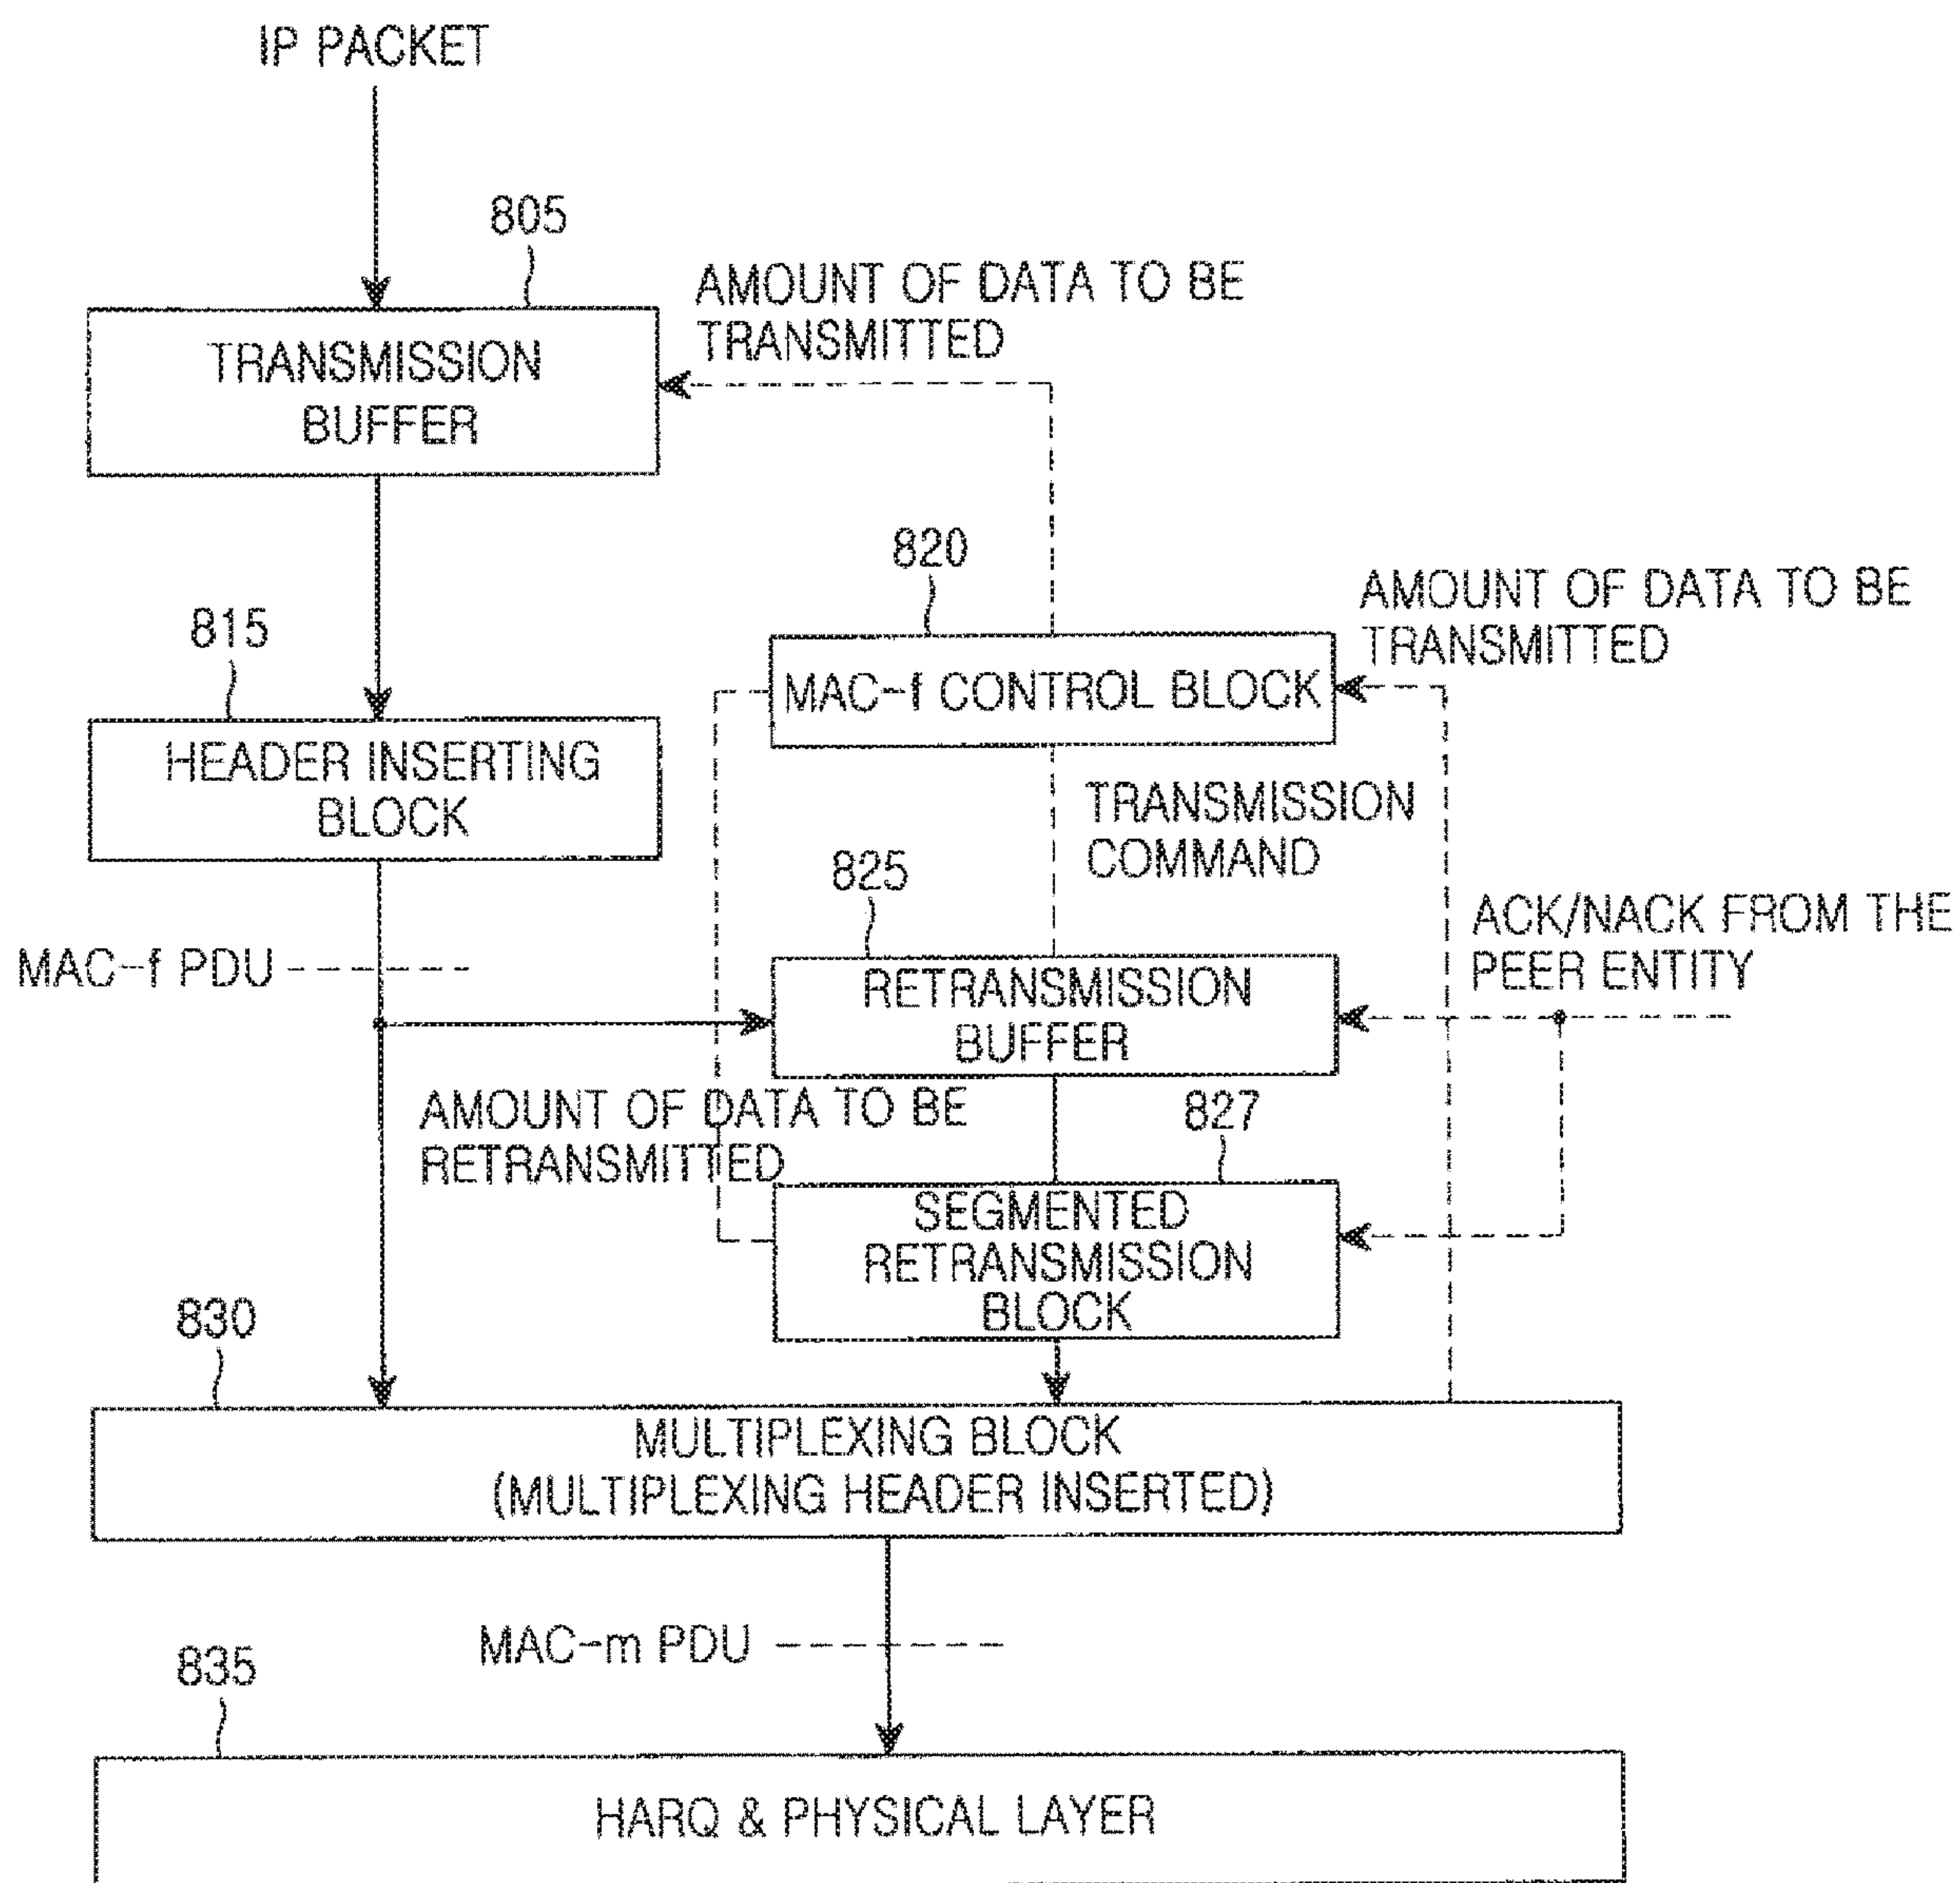 IP PACKET
805
AMOUNT OF DATA TO BE
TRANSMITTED
TRANSMISSION
BUFFER
820
AMOUNT OF DATA TO BE
TRANSMITTED
815
MAC-f CONTROL BLOCK
HEADER INSERTING
BLOCK
TRANSMISSION
COMMAND
825
ACK/NACK FROM THE
PEER ENTITY
MAC-f PDU
RETRANSMISSION
BUFFER
AMOUNT OF DATA TO BE
RETRANSMITTED
827
SEGMENTED
RETRANSMISSION
BLOCK
830
MULTIPLEXING BLOCK
(MULTIPLEXING HEADER INSERTED)
MAC-m PDU
835
HARQ & PHYSICAL LAYER